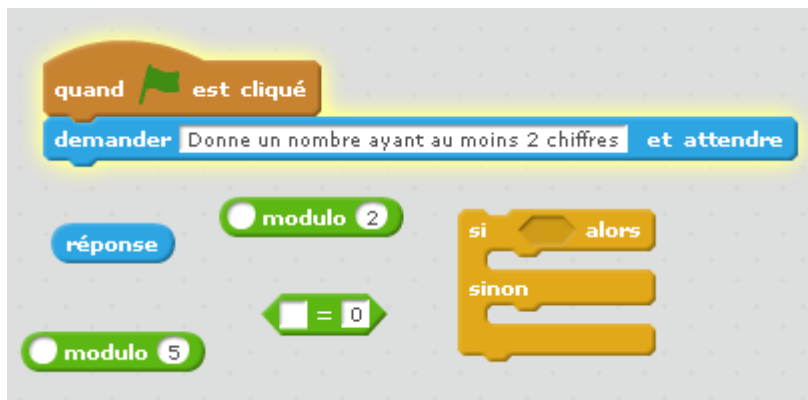 quand est cliqué
demander Donne un nombre ayant au moins 2 chiffres et attendre
modulo 2
réponse
si alors
sinon
= 0
modulo 5